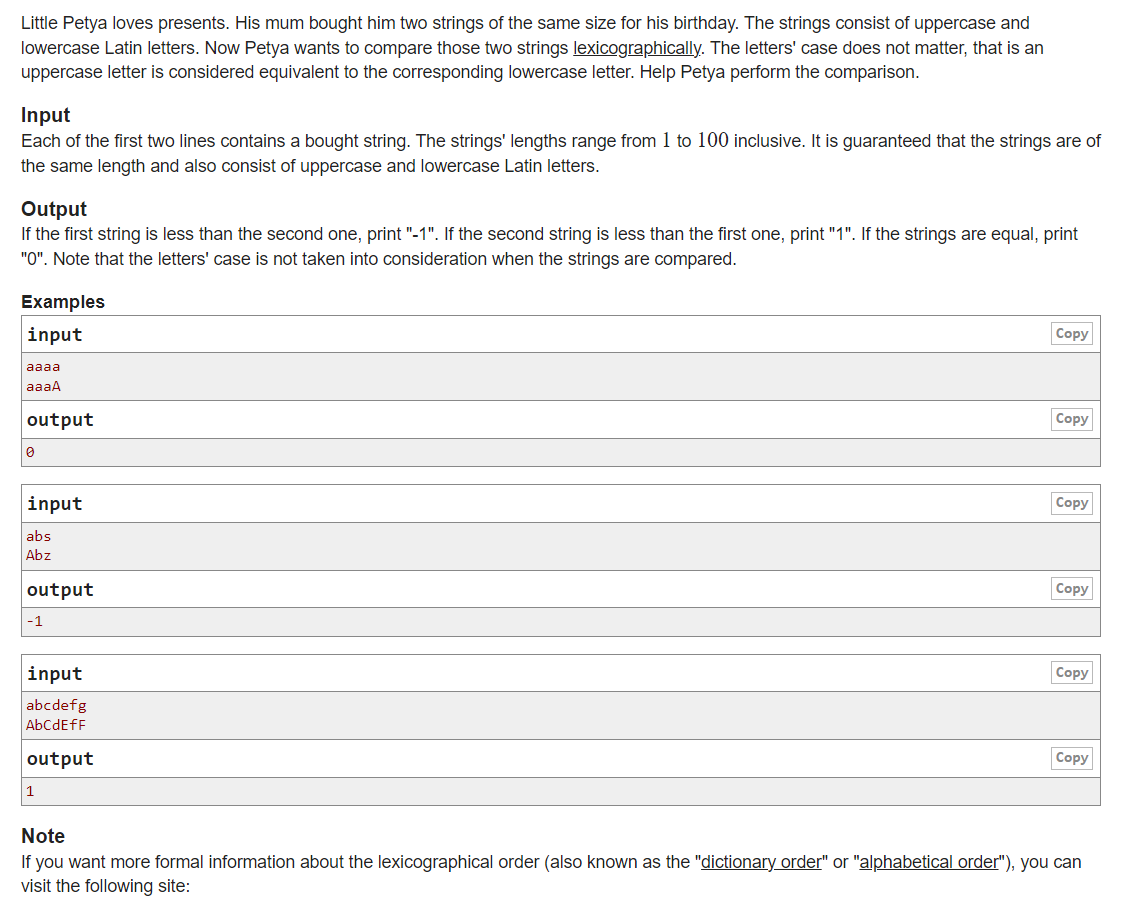 Little Petya loves presents. His mum bought him two strings of the same size for his birthday. The strings consist of uppercase and
lowercase Latin letters. Now Petya wants to compare those two strings lexicographically. The letters' case does not matter, that is an
uppercase letter is considered equivalent to the corresponding lowercase letter. Help Petya perform the comparison.
Input
Each of the first two lines contains a bought string. The strings' lengths range from 1 to 100 inclusive. It is guaranteed that the strings are of
the same length and also consist of uppercase and lowercase Latin letters.
Output
If the first string is less than the second one, print "-1". If the second string is less than the first one, print "1". If the strings are equal, print
"0". Note that the letters' case is not taken into consideration when the strings are compared.
Examples
input Copy
aaaa
aaaA
output Copy
0
input Copy
abs
Abz
output Copy
-1
input Copy
abcdefg
AbCdEfF
output Copy
1
Note
If you want more formal information about the lexicographical order (also known as the "dictionary order" or "alphabetical order"), you can
visit the following site: